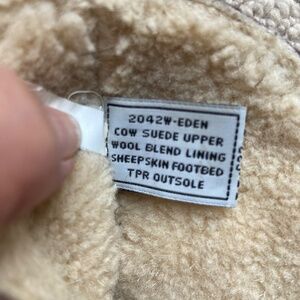 2042W-EDEN
COW SUEDE UPPER
WOOL BLEND LINING
SHEEPSKIN FOOTBED
TPR OUTSOLE